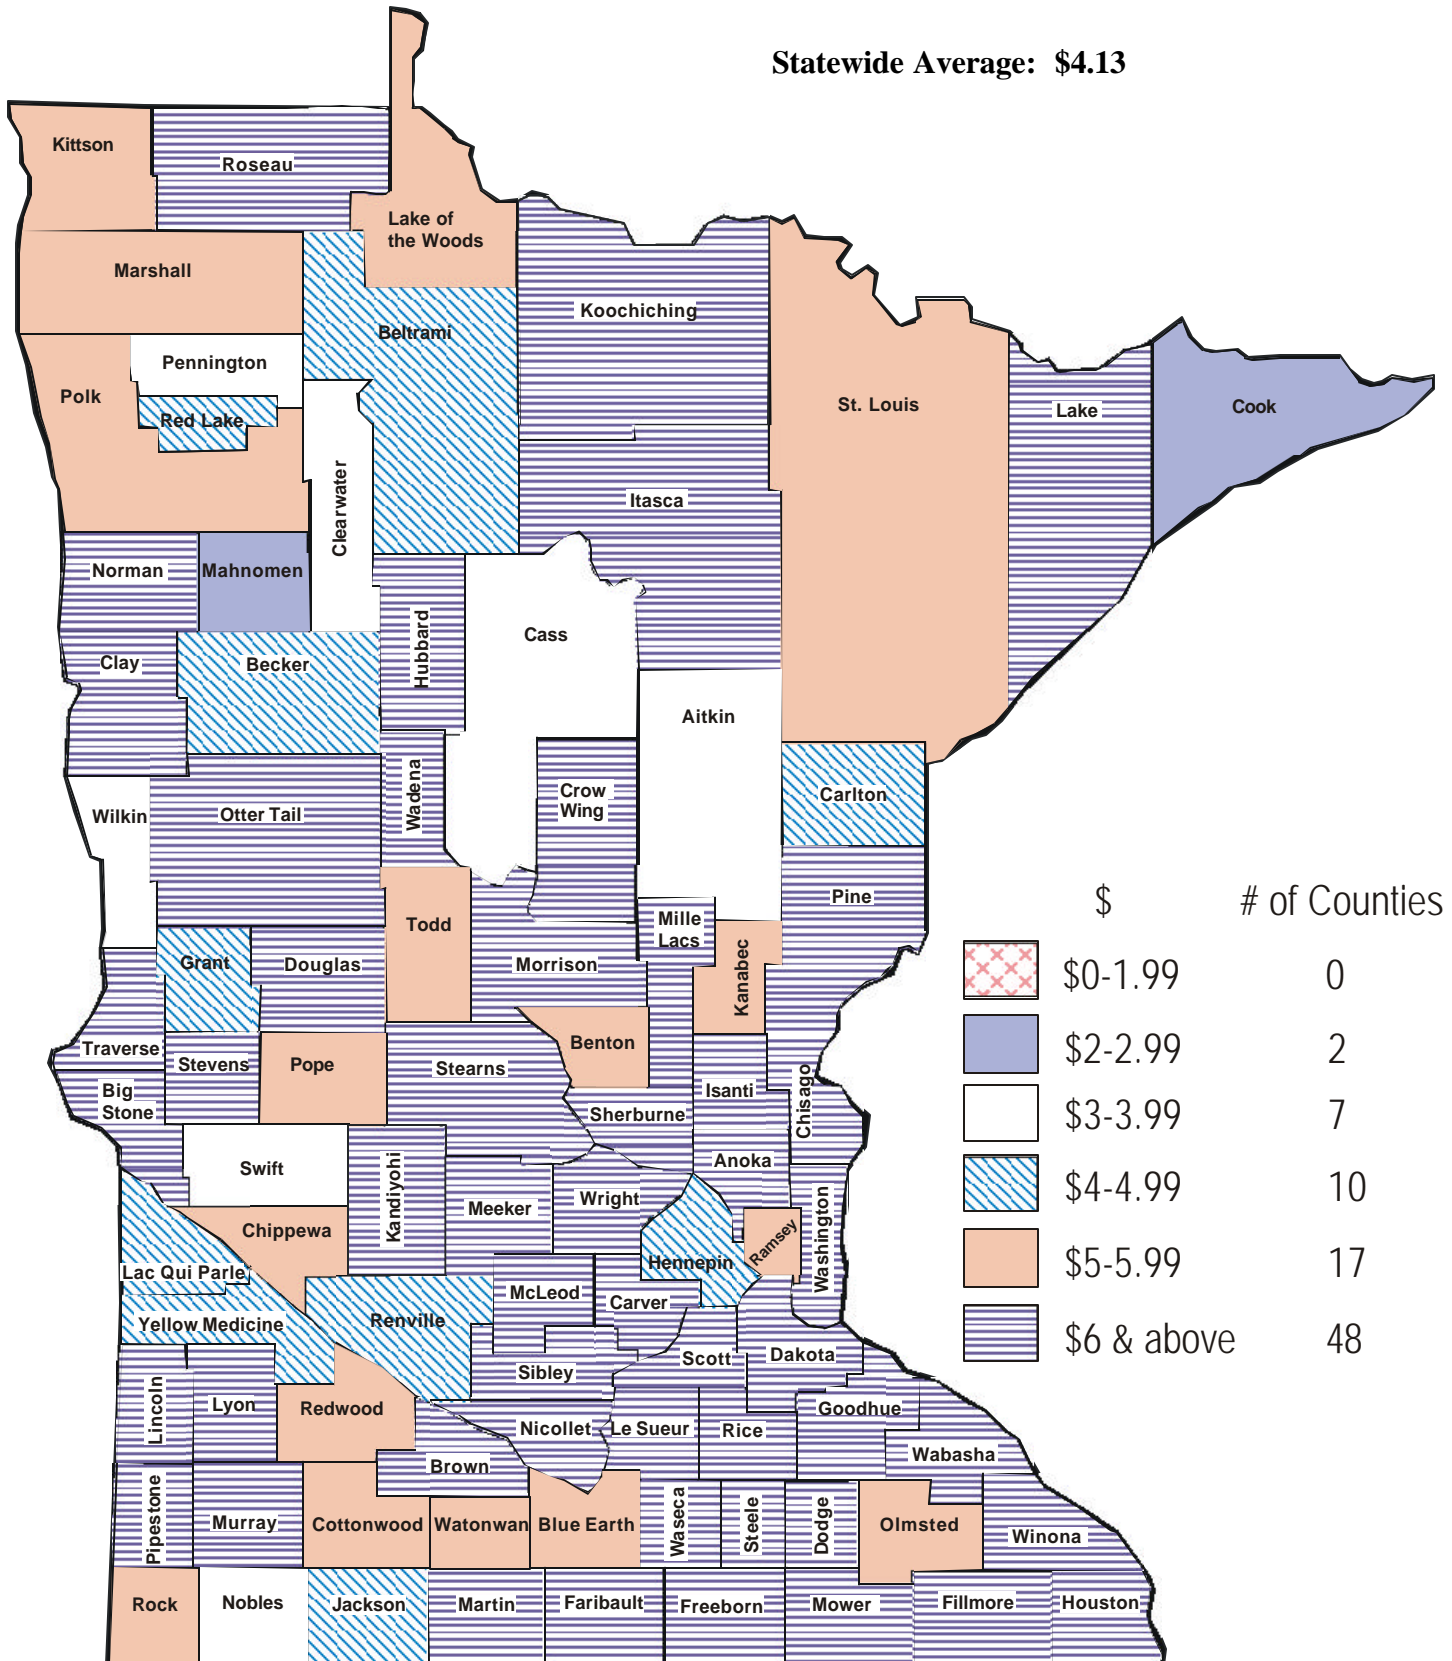 Statewide Average: $4.13
Kittson
Roseau
Lake of
the Woods
Marshall
Koochiching
Beltrami
Pennington
Polk
Red Lake
St. Louis
Lake
Cook
Clearwater
Itasca
Norman
Mahnomen
Hubbard
Cass
Clay
Becker
Aitkin
Wadena
Crow
Wing
Carlton
Wilkin
Otter Tail
Pine
$ # of Counties
Todd
Mille
Lacs
Grant
Douglas
Morrison
Kanabec
$0-1.99 0
Traverse
Stevens
Pope
Stearns
Benton
$2-2.99 2
Big
Stone
Isanti
Chisago
Sherburne
$3-3.99 7
Swift
Kandiyohi
Anoka
Meeker
Wright
Washington
$4-4.99 10
Chippewa
Ramsey
Hennepin
$5-5.99 17
Lac Qui Parle
McLeod
Carver
Yellow Medicine
Renville
$6 & above 48
Sibley
Scott
Dakota
Lincoln
Lyon
Redwood
Nicollet
Le Sueur
Rice
Goodhue
Wabasha
Brown
Pipestone
Murray
Cottonwood
Watonwan
Blue Earth
Waseca
Steele
Dodge
Olmsted
Winona
Rock
Nobles
Jackson
Martin
Faribault
Freeborn
Mower
Fillmore
Houston